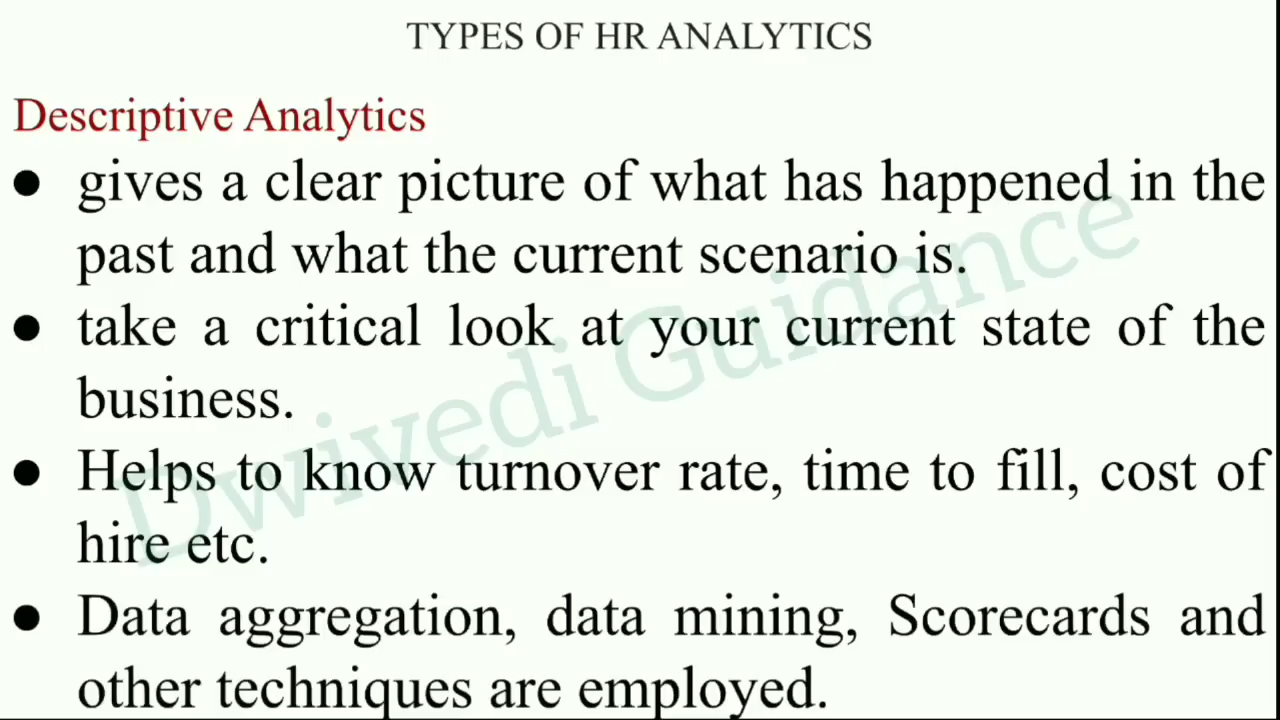 TYPES OF HR ANALYTICS
Descriptive Analytics
● gives a clear picture of what has happened in the
past and what the current scenario is.
● take a critical look at your current state of the
business.
● Helps to know turnover rate, time to fill, cost of
hire etc.
● Data aggregation, data mining, Scorecards and
other techniques are employed.
Dwivedi Guidance